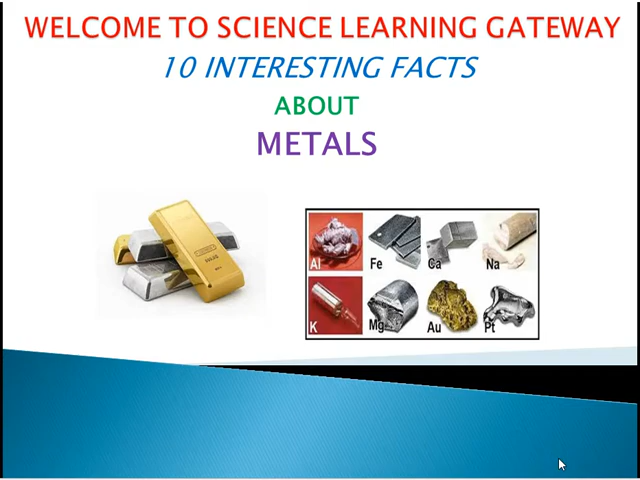 WELCOME TO SCIENCE LEARNING GATEWAY
10 INTERESTING FACTS
ABOUT
METALS
Al Fe Ca Na
K Mg Au Pt